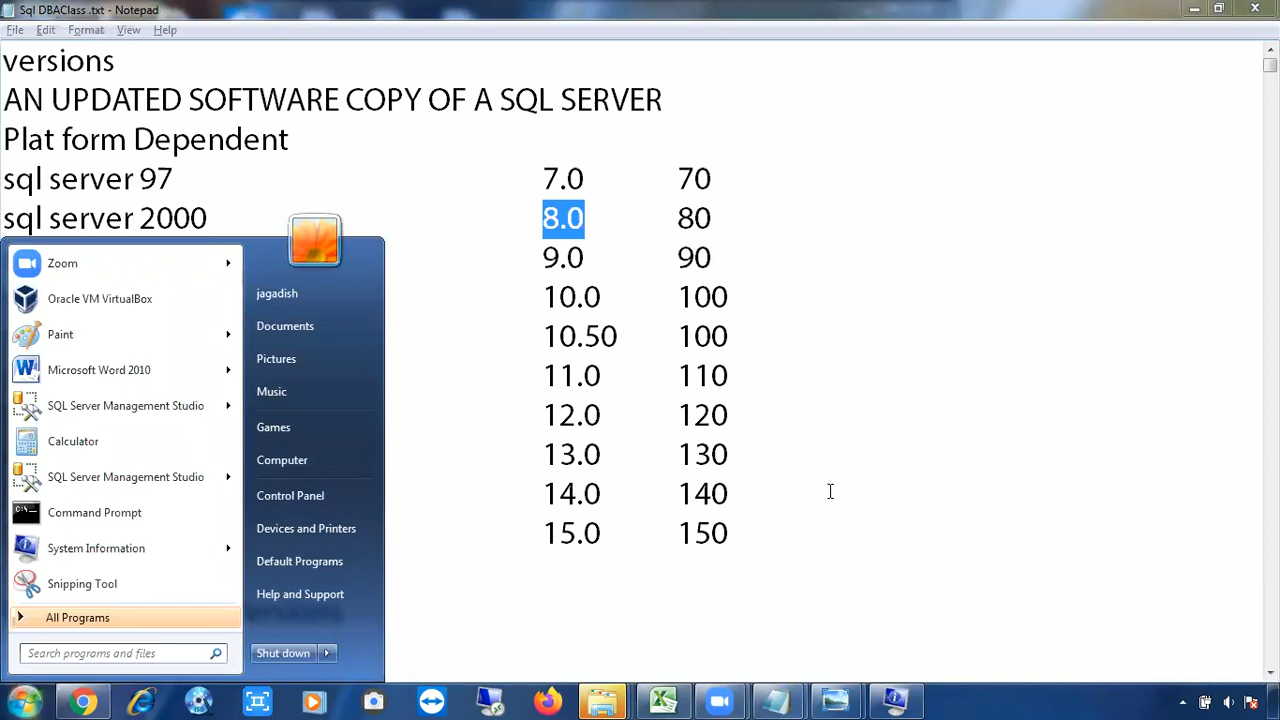 Sql DBAClass .txt - Notepad
File Edit Format View Help
versions
AN UPDATED SOFTWARE COPY OF A SQL SERVER
Plat form Dependent
sql server 97 7.0 70
sql server 2000 8.0 80
9.0 90
10.0 100
10.50 100
11.0 110
12.0 120
13.0 130
14.0 140
15.0 150
Zoom
Oracle VM VirtualBox
Paint
Microsoft Word 2010
SQL Server Management Studio
Calculator
SQL Server Management Studio
Command Prompt
System Information
Snipping Tool
All Programs
Search programs and files
jagadish
Documents
Pictures
Music
Games
Computer
Control Panel
Devices and Printers
Default Programs
Help and Support
Shut down